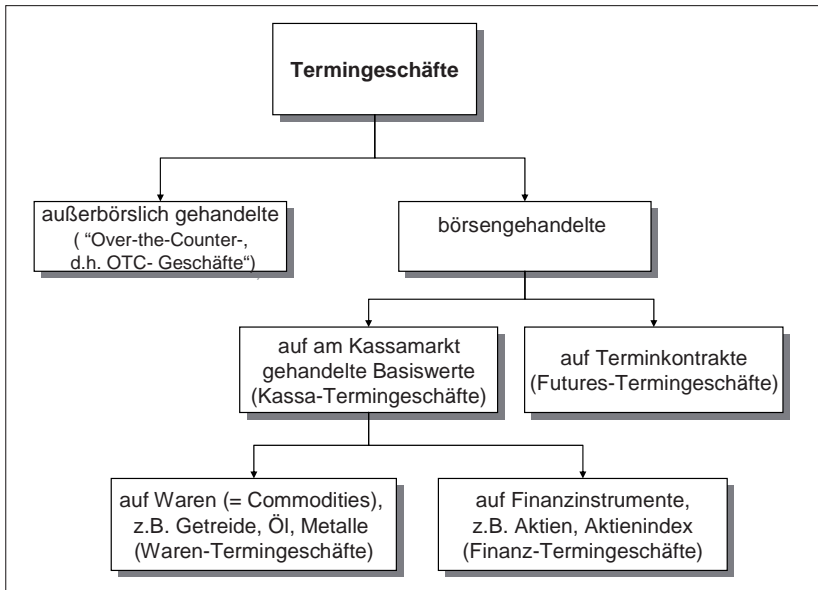 Termingeschäfte
außerbörslich gehandelte
( “Over-the-Counter-,
d.h. OTC- Geschäfte“)
börsengehandelte
auf am Kassamarkt
gehandelte Basiswerte
(Kassa-Termingeschäfte)
auf Terminkontrakte
(Futures-Termingeschäfte)
auf Waren (= Commodities),
z.B. Getreide, Öl, Metalle
(Waren-Termingeschäfte)
auf Finanzinstrumente,
z.B. Aktien, Aktienindex
(Finanz-Termingeschäfte)